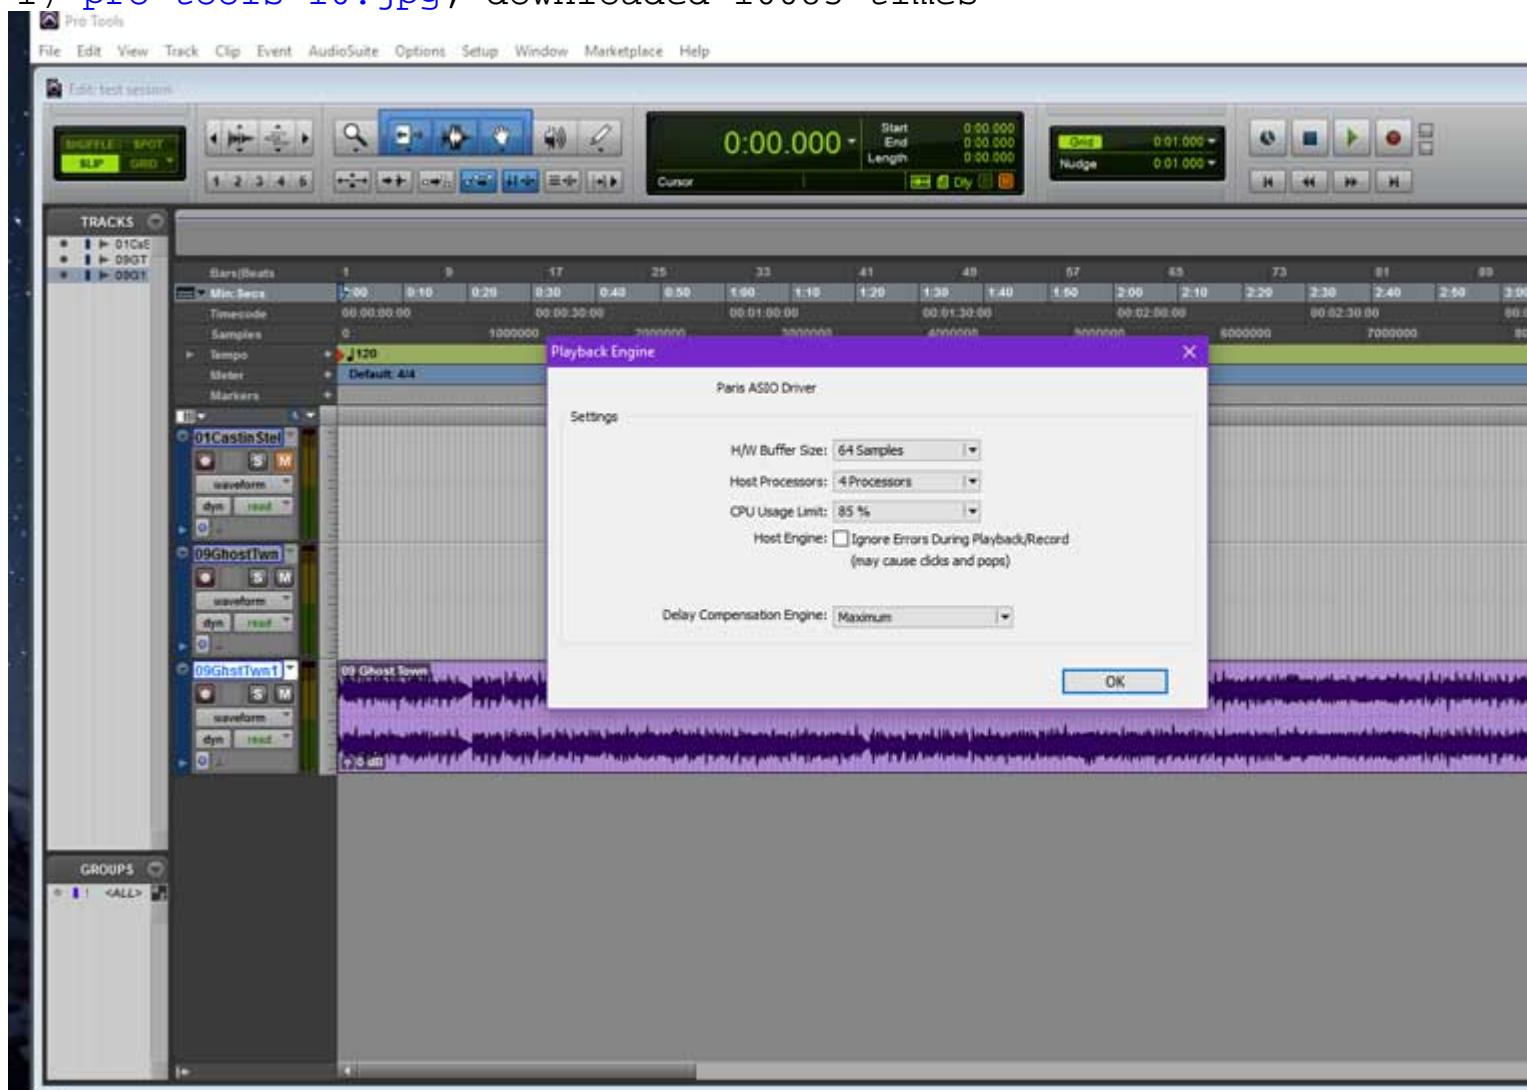 Pro Tools
File Edit View Track Clip Event AudioSuite Options Setup Window Marketplace Help
Edit: test session
SHUFFLE SPOT
SLIP GRID
1 2 3 4 5
0:00.000
Start 0:00.000
End 0:00.000
Length 0:00.000
Cursor
Dly
Grid 0:01.000
Nudge 0:01.000
TRACKS
01CaS
09GT
09GT
Bars|Beats 1 9 17 25 33 41 49 57 65 73 81 89
Min:Secs 0:00 0:10 0:20 0:30 0:40 0:50 1:00 1:10 1:20 1:30 1:40 1:50 2:00 2:10 2:20 2:30 2:40 2:50 3:00
Timecode 00:00:00:00 00:00:30:00 00:01:00:00 00:01:30:00 00:02:00:00 00:02:30:00
Samples 0 1000000 2000000 3000000 4000000 5000000 6000000 7000000
Tempo 120
Meter Default: 4/4
Markers
Playback Engine
Paris ASIO Driver
Settings
H/W Buffer Size: 64 Samples
Host Processors: 4 Processors
CPU Usage Limit: 85 %
Host Engine: Ignore Errors During Playback/Record
(may cause clicks and pops)
Delay Compensation Engine: Maximum
OK
01CastinStel
S M
waveform
dyn read
09GhostTwn
S M
waveform
dyn read
09GhstTwn1
S M
waveform
dyn read
09 Ghost Town
0 dB
GROUPS
! <ALL>